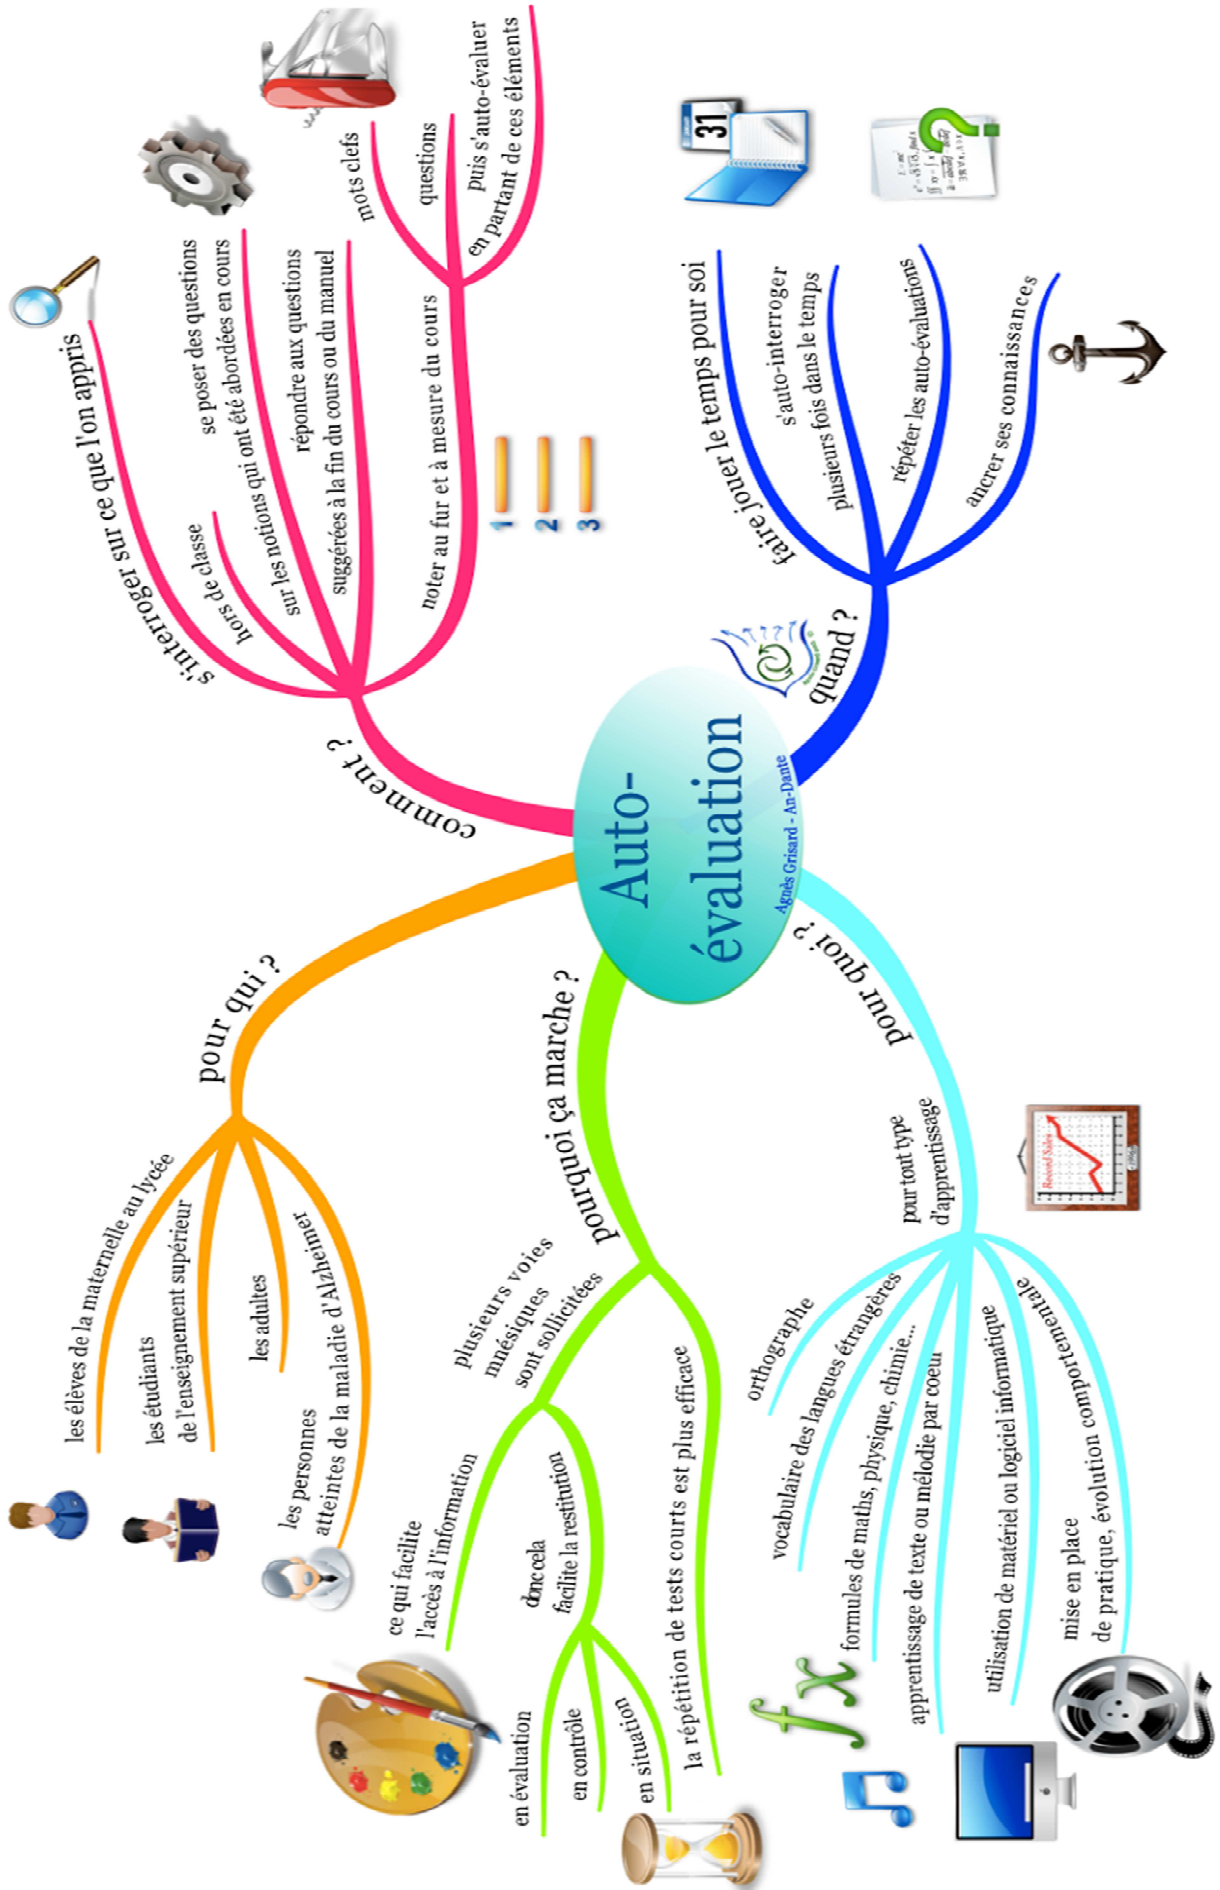 Auto-
évaluation
Agnès Grisard - An-Dante
comment ?
s'interroger sur ce que l'on appris
hors de classe
se poser des questions
sur les notions qui ont été abordées en cours
répondre aux questions
suggérées à la fin du cours ou du manuel
noter au fur et à mesure du cours
mots clefs
questions
puis s'auto-évaluer
en partant de ces éléments
1
2
3
quand ?
faire jouer le temps pour soi
s'auto-interroger
plusieurs fois dans le temps
répéter les auto-évaluations
ancrer ses connaissances
31
pour qui ?
les élèves de la maternelle au lycée
les étudiants
de l'enseignement supérieur
les adultes
les personnes
atteintes de la maladie d'Alzheimer
pourquoi ça marche ?
plusieurs voies
mnésiques
sont sollicitées
ce qui facilite
l'accès à l'information
donc cela
facilite la restitution
en évaluation
en contrôle
en situation
la répétition de tests courts est plus efficace
pour quoi ?
pour tout type
d'apprentissage
orthographe
vocabulaire des langues étrangères
formules de maths, physique, chimie...
apprentissage de texte ou mélodie par coeur
utilisation de matériel ou logiciel informatique
mise en place
de pratique, évolution comportementale
fx
Record Sales